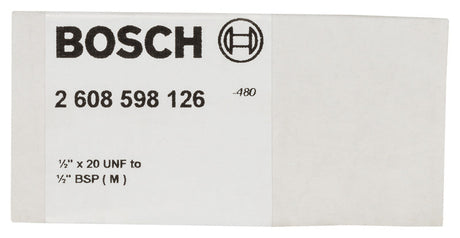 BOSCH
2 608 598 126 -480
½" x 20 UNF to
½" BSP ( M )